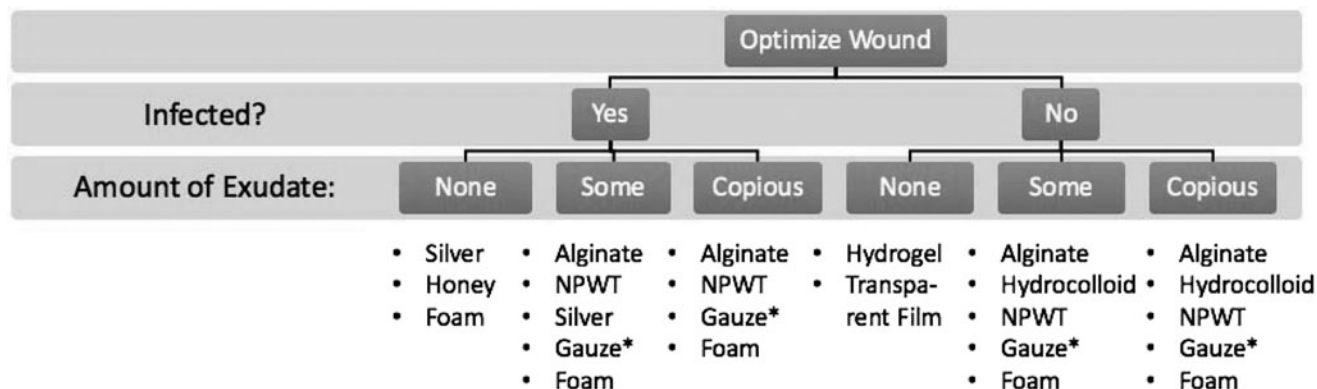 Optimize Wound
Infected?
Yes
No
Amount of Exudate:
None
Some
Copious
None
Some
Copious
• Silver
• Honey
• Foam
• Alginate
• NPWT
• Silver
• Gauze*
• Foam
• Alginate
• NPWT
• Gauze*
• Foam
• Hydrogel
• Transpa-
rent Film
• Alginate
• Hydrocolloid
• NPWT
• Gauze*
• Foam
• Alginate
• Hydrocolloid
• NPWT
• Gauze*
• Foam